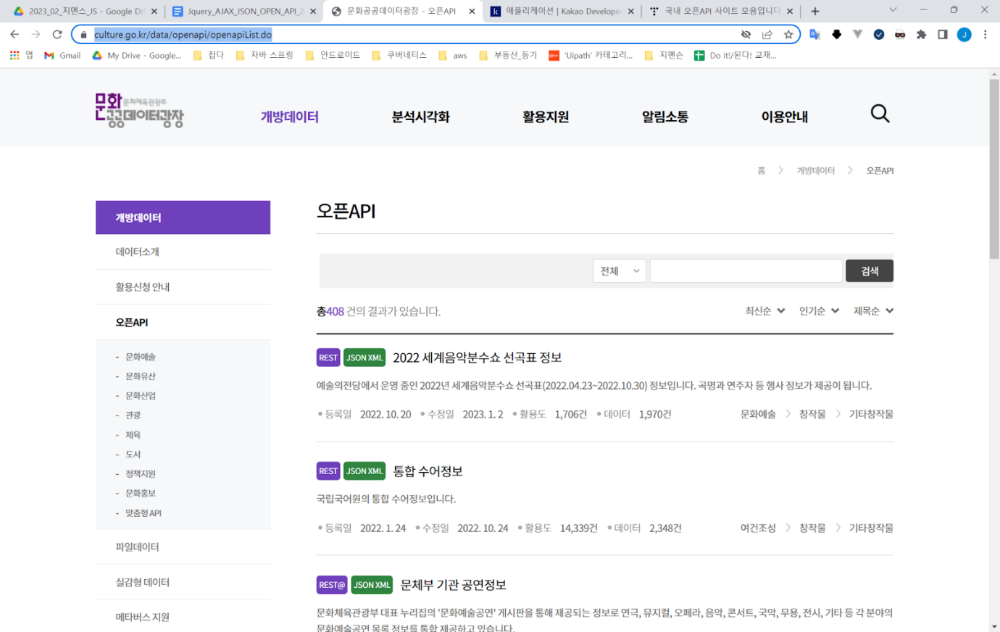 2023_02_지멘스_JS - Google Dri
Jquery_AJAX_JSON_OPEN_API_2
문화공공데이터광장 - 오픈API
애플리케이션 | Kakao Developer
국내 오픈API 사이트 모음입니다
culture.go.kr/data/openapi/openapiList.do
J
앱
Gmail
My Drive - Google...
잡다
자바 스프링
안드로이드
쿠버네티스
aws
부동산_등기
'Uipath' 카테고리...
지멘슨
Do it!/된다! 교재...
문화 문화체육관광부
공공데이터광장
개방데이터
분석시각화
활용지원
알림소통
이용안내
홈 > 개방데이터 > 오픈API
개방데이터
데이터소개
활용신청 안내
오픈API
- 문화예술
- 문화유산
- 문화산업
- 관광
- 체육
- 도서
- 정책지원
- 문화홍보
- 맞춤형 API
파일데이터
실감형 데이터
메타버스 지원
오픈API
전체
검색
총408 건의 결과가 있습니다.
최신순 인기순 제목순
REST JSON XML 2022 세계음악분수쇼 선곡표 정보
예술의전당에서 운영 중인 2022년 세계음악분수쇼 선곡표(2022.04.23~2022.10.30) 정보입니다. 곡명과 연주자 등 행사 정보가 제공이 됩니다.
• 등록일 2022. 10. 20 • 수정일 2023. 1. 2 • 활용도 1,706건 • 데이터 1,970건
문화예술 > 창작물 > 기타창작물
REST JSON XML 통합 수어정보
국립국어원의 통합 수어정보입니다.
• 등록일 2022. 1. 24 • 수정일 2022. 10. 24 • 활용도 14,339건 • 데이터 2,348건
여건조성 > 창작물 > 기타창작물
REST@ JSON XML 문체부 기관 공연정보
문화체육관광부 대표 누리집의 '문화예술공연' 게시판을 통해 제공되는 정보로 연극, 뮤지컬, 오페라, 음악, 콘서트, 국악, 무용, 전시, 기타 등 각 분야의
문화예술공연 목록 정보를 통합 제공하고 있습니다.